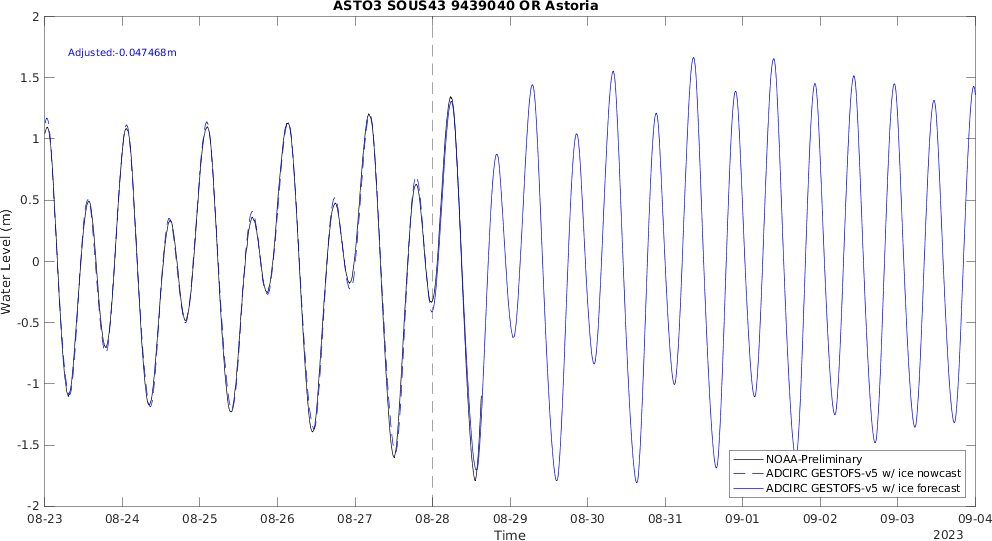 ASTO3 SOUS43 9439040 OR Astoria
Adjusted:-0.047468m
2
1.5
1
0.5
0
-0.5
-1
-1.5
-2
Water Level (m)
NOAA-Preliminary
ADCIRC GESTOFS-v5 w/ ice nowcast
ADCIRC GESTOFS-v5 w/ ice forecast
08-23 08-24 08-25 08-26 08-27 08-28 08-29 08-30 08-31 09-01 09-02 09-03 09-04
Time
2023